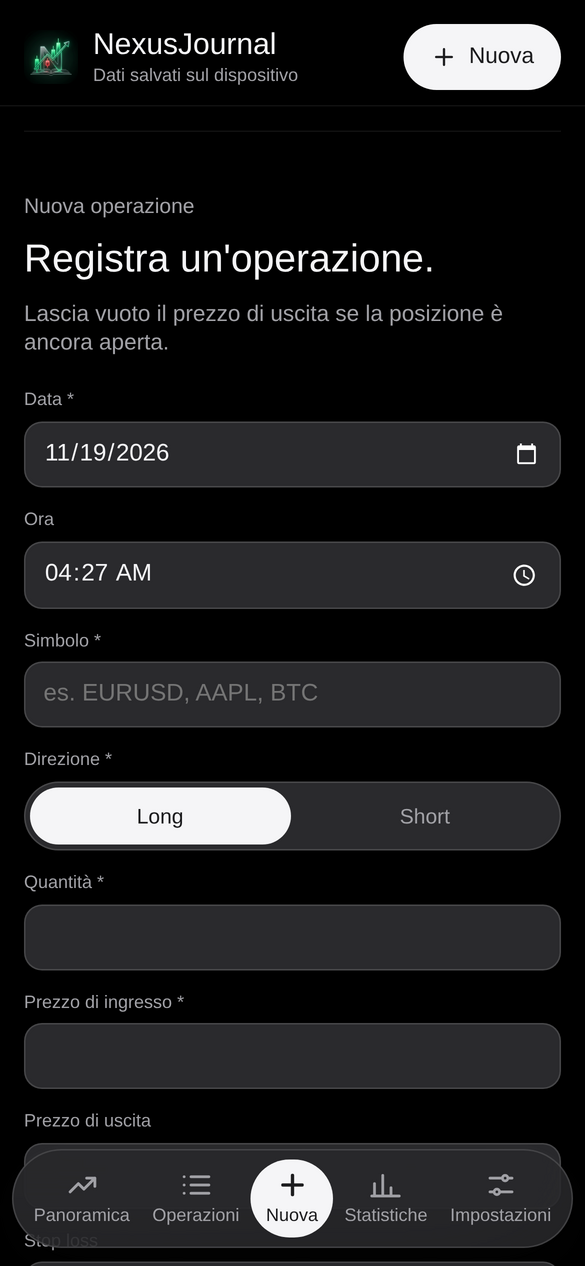 NexusJournal
Dati salvati sul dispositivo
Nuova
Nuova operazione
Registra un'operazione.
Lascia vuoto il prezzo di uscita se la posizione è
ancora aperta.
Data *
11/19/2026
Ora
04:27 AM
Simbolo *
es. EURUSD, AAPL, BTC
Direzione *
Long
Short
Quantità *
Prezzo di ingresso *
Prezzo di uscita
Panoramica
Operazioni
Nuova
Statistiche
Impostazioni
Stop loss